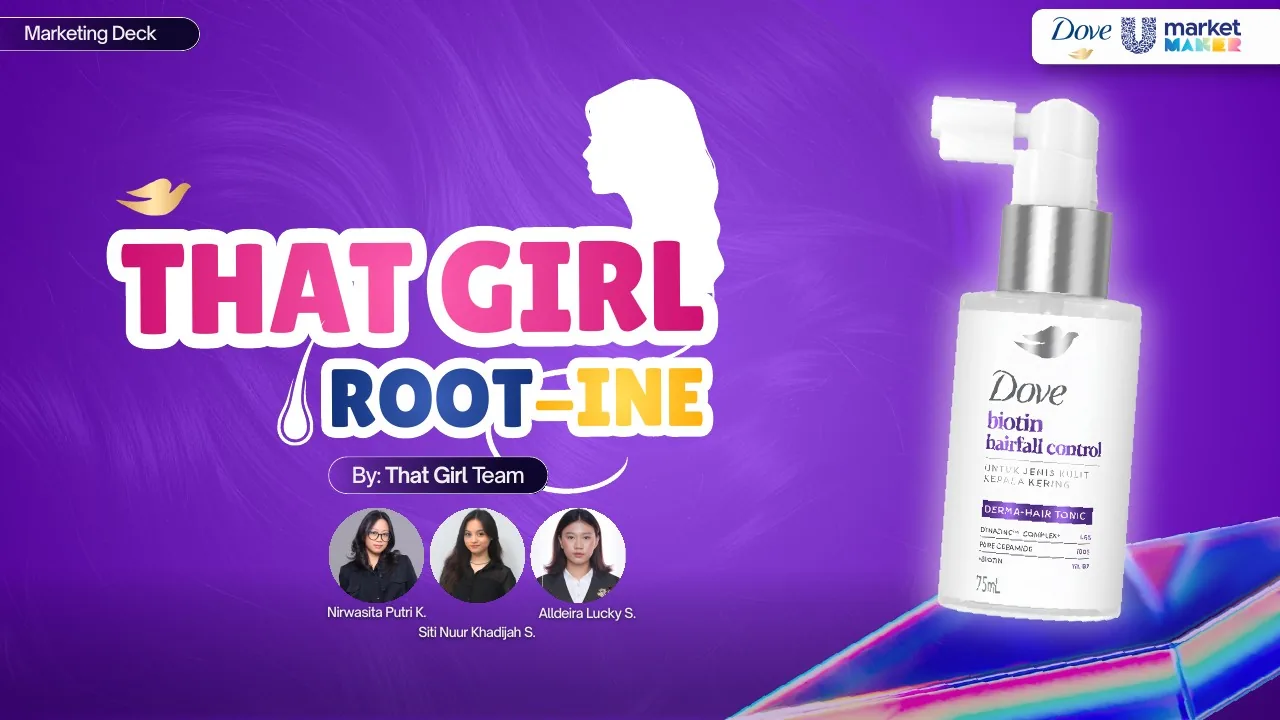 Marketing Deck
Dove
market
MAKER
THAT GIRL
ROOT-INE
By: That Girl Team
Nirwasita Putri K.
Siti Nuur Khadijah S.
Alldeira Lucky S.
Dove
biotin
hairfall control
UNTUK JENIS KULIT
KEPALA KERING
DERMA-HAIR TONIC
PURE CERAMIDE
+BIOTIN
75mL